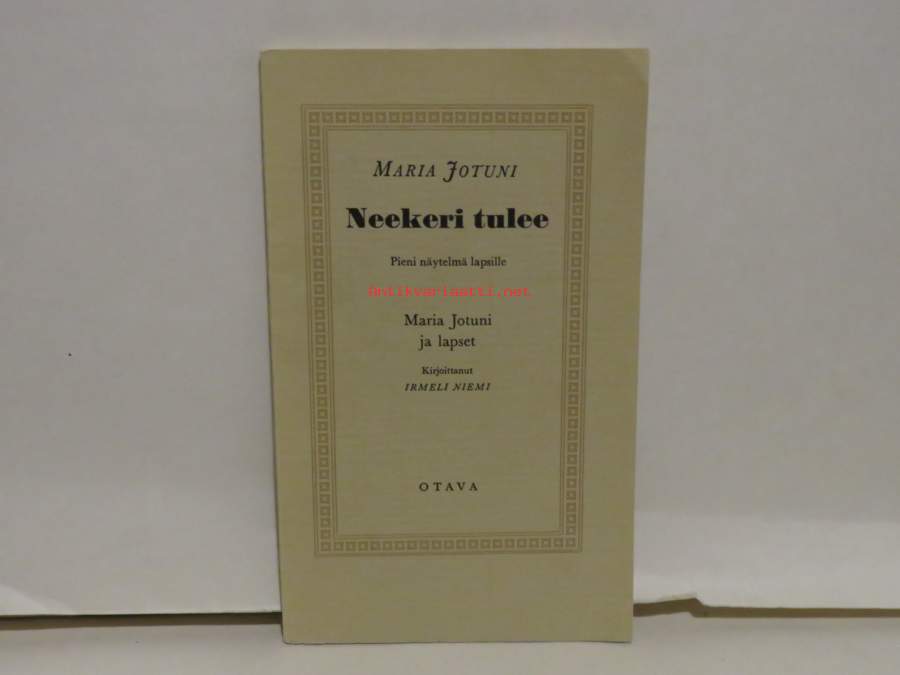 MARIA JOTUNI
Neekeri tulee
Pieni näytelmä lapsille
antikvariaatti.net
Maria Jotuni
ja lapset
Kirjoittanut
IRMELI NIEMI
OTAVA